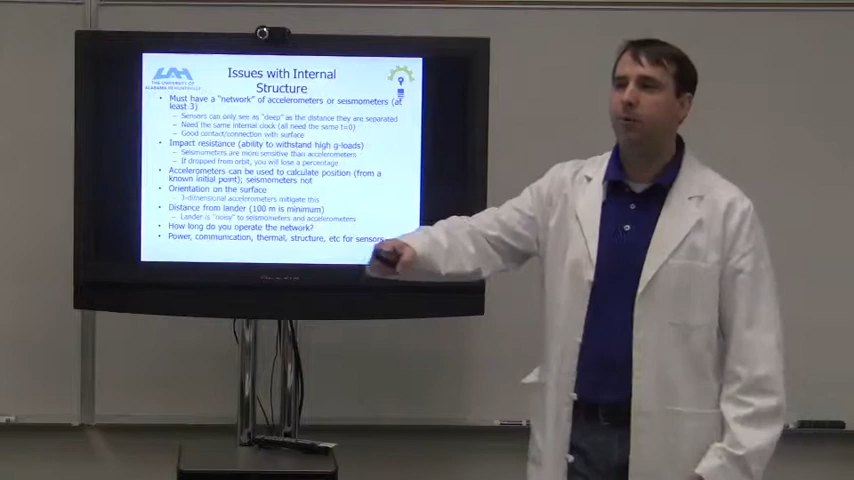 UAH
THE UNIVERSITY OF
ALABAMA IN HUNTSVILLE
Issues with Internal
Structure
• Must have a "network" of accelerometers or seismometers (at
least 3)
– Sensors can only see as "deep" as the distance they are separated
– Need the same internal clock (all need the same t=0)
– Good contact/connection with surface
• Impact resistance (ability to withstand high g-loads)
– Seismometers are more sensitive than accelerometers
– If dropped from orbit, you will lose a percentage
• Accelerometers can be used to calculate position (from a
known initial point); seismometers not
• Orientation on the surface
– 3-dimensional accelerometers mitigate this
• Distance from lander (100 m is minimum)
– Lander is "noisy" to seismometers and accelerometers
• How long do you operate the network?
• Power, communication, thermal, structure, etc for sensors